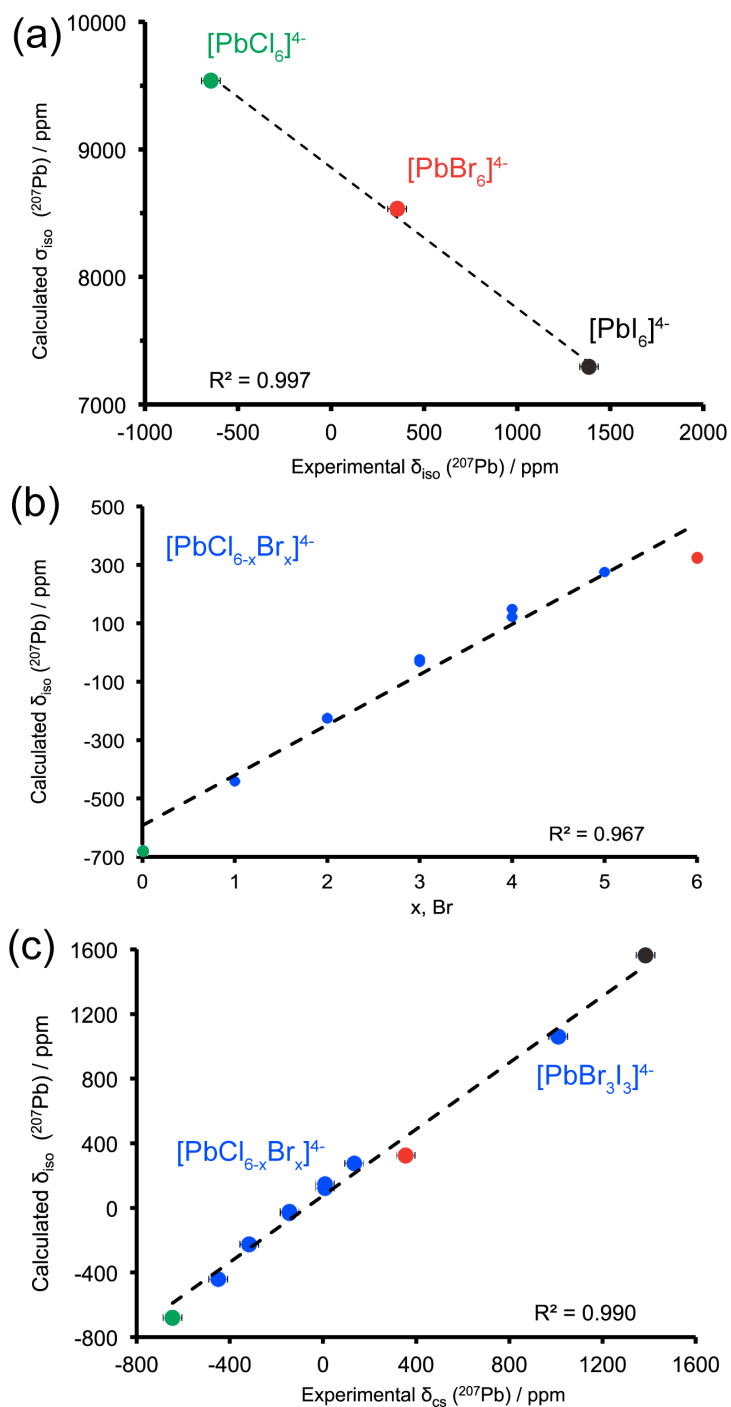 (a)
[PbCl₆]⁴⁻
[PbBr₆]⁴⁻
[PbI₆]⁴⁻
R² = 0.997
10000
9000
8000
7000
Calculated σiso (²⁰⁷Pb) / ppm
-1000 -500 0 500 1000 1500 2000
Experimental δiso (²⁰⁷Pb) / ppm
(b)
[PbCl₆₋ₓBrₓ]⁴⁻
R² = 0.967
500
300
100
-100
-300
-500
-700
Calculated δiso (²⁰⁷Pb) / ppm
0 1 2 3 4 5 6
x, Br
(c)
[PbBr₃I₃]⁴⁻
[PbCl₆₋ₓBrₓ]⁴⁻
R² = 0.990
1600
1200
800
400
0
-400
-800
Calculated δiso (²⁰⁷Pb) / ppm
-800 -400 0 400 800 1200 1600
Experimental δcs (²⁰⁷Pb) / ppm